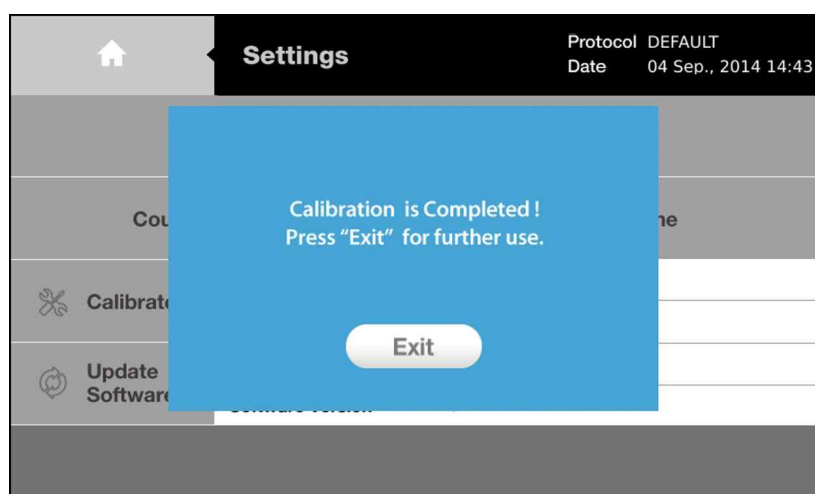 Settings
Protocol DEFAULT
Date 04 Sep., 2014 14:43
Calibration is Completed !
Press “Exit” for further use.
Exit
Update
Software